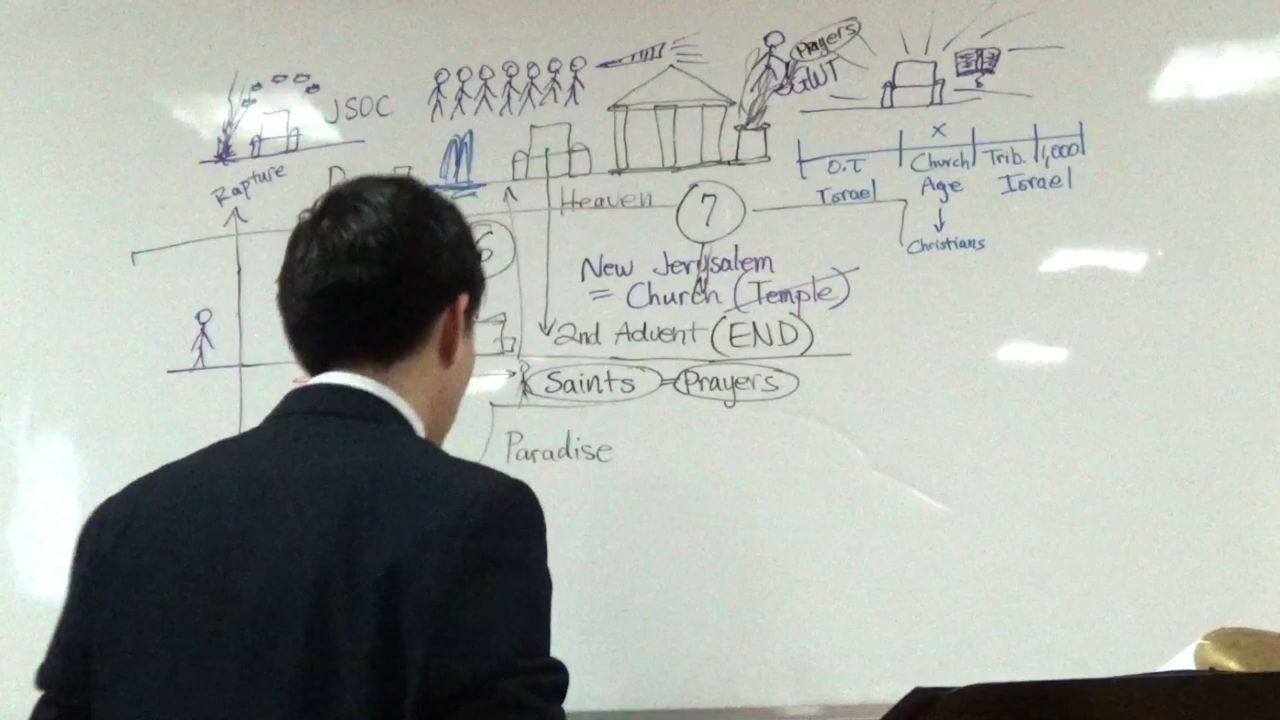 Prayers
GWT
JSOC
Rapture
Heaven
7
6
O.T
Israel
x
Church
Age
Trib.
1,000
Israel
Christians
New Jerusalem
= Church (Temple)
2nd Advent (END)
Saints = Prayers
Paradise